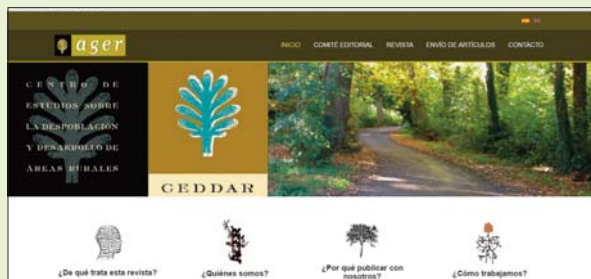 ager
INICIO COMITÉ EDITORIAL REVISTA ENVÍO DE ARTÍCULOS CONTACTO
CENTRO DE
ESTUDIOS SOBRE
LA DESPOBLACIÓN
Y DESARROLLO DE
ÁREAS RURALES
CEDDAR
¿De qué trata esta revista?
¿Quiénes somos?
¿Por qué publicar con
nosotros?
¿Cómo trabajamos?